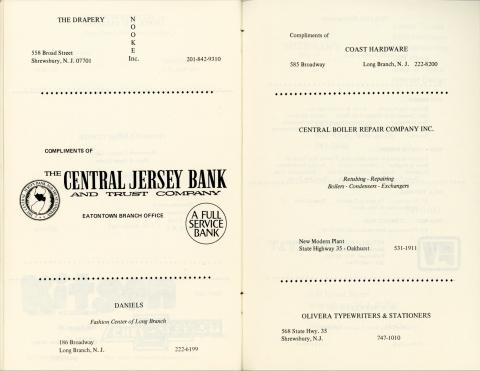 THE DRAPERY
N
O
O
K
E
Inc.
558 Broad Street
Shrewsbury, N. J. 07701
201-842-9310
COMPLIMENTS OF
THE CENTRAL JERSEY BANK
AND TRUST COMPANY
EATONTOWN BRANCH OFFICE
A FULL
SERVICE
BANK
DANIELS
Fashion Center of Long Branch
186 Broadway
Long Branch, N. J.
222-6199
Compliments of
COAST HARDWARE
585 Broadway
Long Branch, N. J. 222-8200
CENTRAL BOILER REPAIR COMPANY INC.
Retubing - Repairing
Boilers - Condensers - Exchangers
New Modern Plant
State Highway 35 - Oakhurst
531-1911
OLIVERA TYPEWRITERS & STATIONERS
568 State Hwy. 35
Shrewsbury, N.J.
747-1010